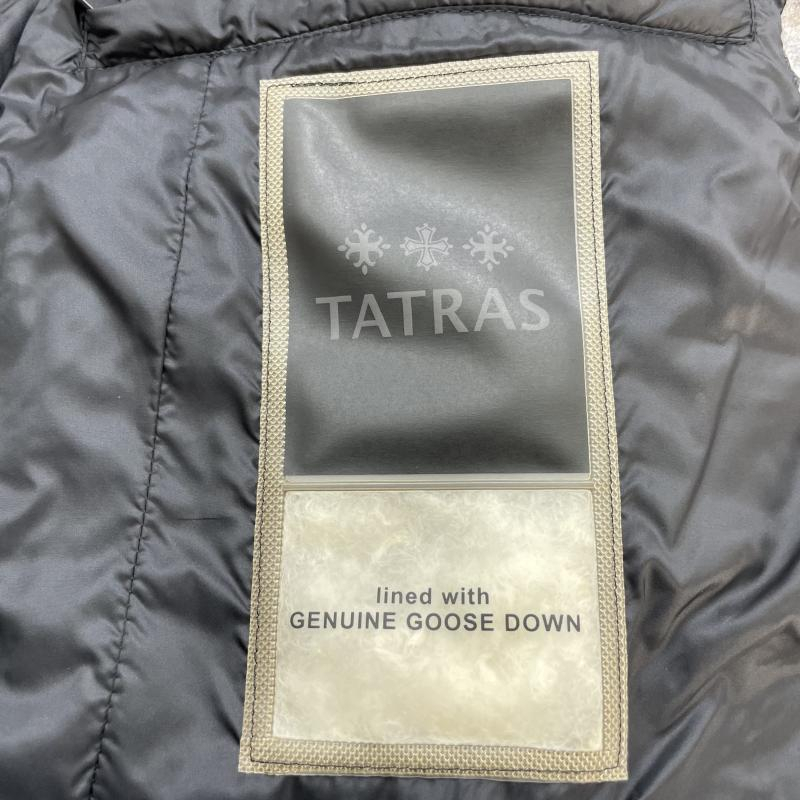 TATRAS
lined with
GENUINE GOOSE DOWN